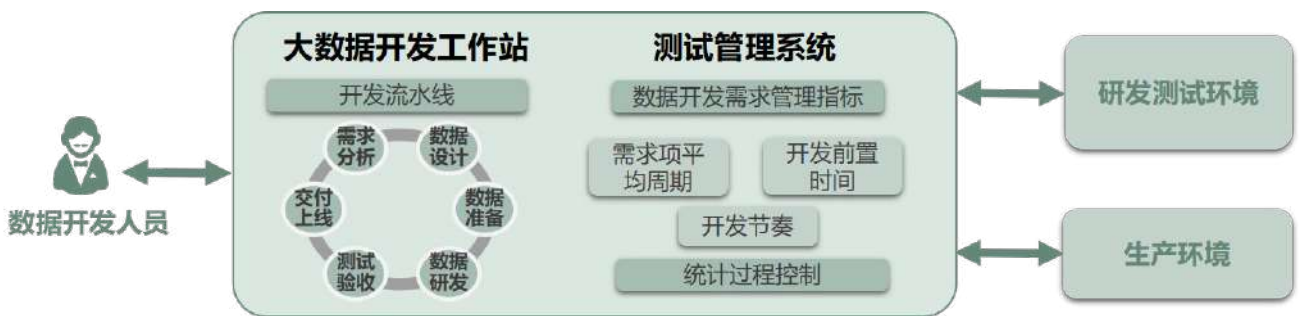 大数据开发工作站
测试管理系统
开发流水线
数据开发需求管理指标
需求
分析
数据
设计
交付
上线
数据
准备
测试
验收
数据
研发
需求项平
均周期
开发前置
时间
开发节奏
统计过程控制
数据开发人员
研发测试环境
生产环境